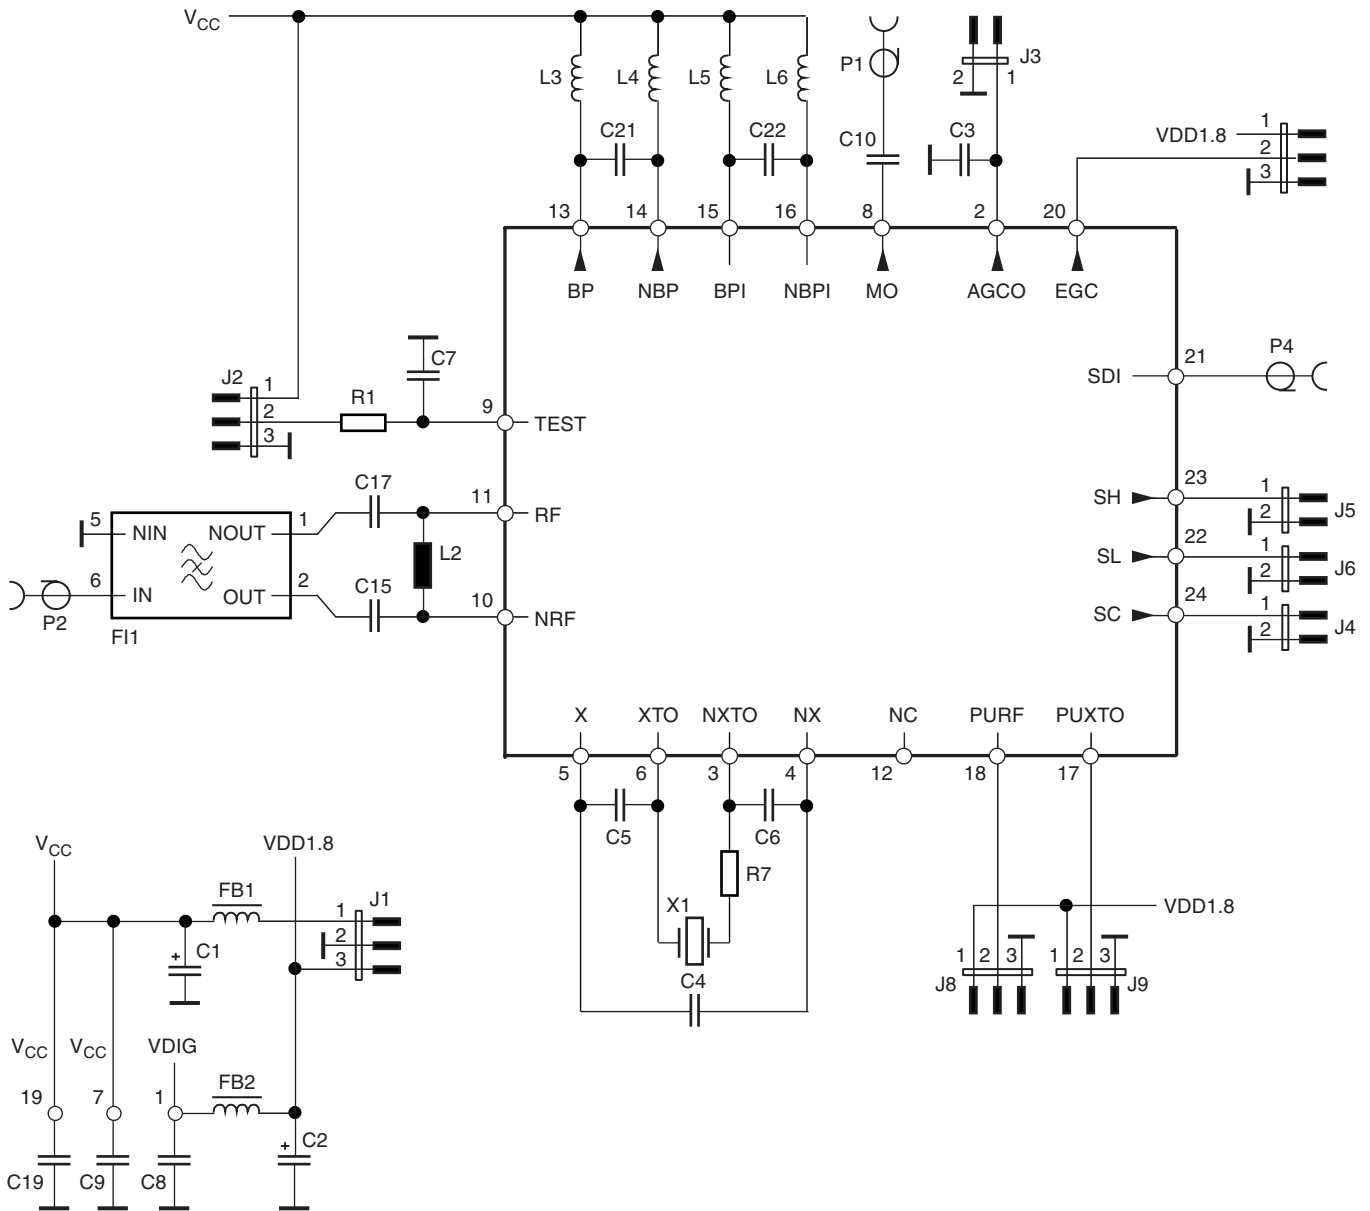 VCC
L3 L4 L5 L6
P1
J3
2 1
C21 C22 C10 C3
VDD1.8 1
2
3
13 14 15 16 8 2 20
BP NBP BPI NBPI MO AGCO EGC
C7
J2 1
2
3
R1
9 TEST
SDI 21 P4
C17
11 RF
5 NIN NOUT 1
L2
6 IN OUT 2
C15
10 NRF
P2
FI1
SH 23 1
2 J5
SL 22 1
2 J6
SC 24 1
2 J4
X XTO NXTO NX NC PURF PUXTO
5 6 3 4 12 18 17
C5 C6
R7
X1
C4
VDD1.8
1 2 3 1 2 3
J8 J9
VCC VDD1.8
FB1 J1
1
2
3
+ C1
VCC VCC VDIG
FB2
19 7 1
+ C2
C19 C9 C8